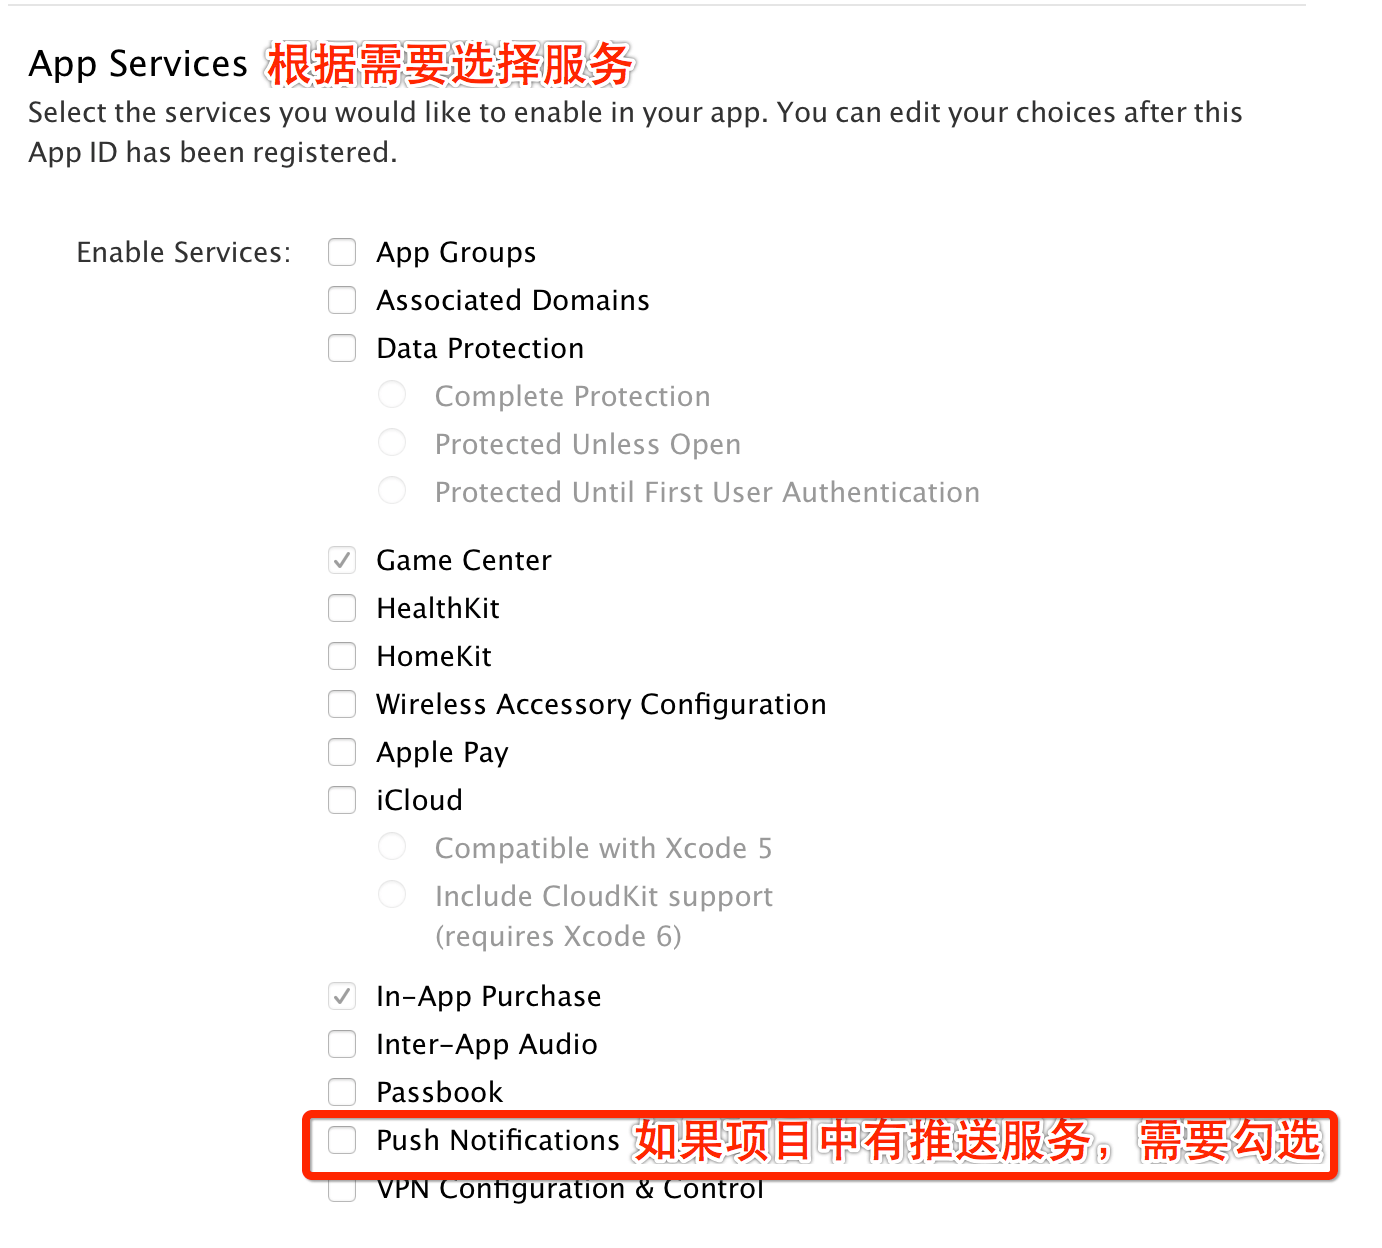 App Services 根据需要选择服务
Select the services you would like to enable in your app. You can edit your choices after this
App ID has been registered.
Enable Services: App Groups
Associated Domains
Data Protection
Complete Protection
Protected Unless Open
Protected Until First User Authentication
Game Center
HealthKit
HomeKit
Wireless Accessory Configuration
Apple Pay
iCloud
Compatible with Xcode 5
Include CloudKit support
(requires Xcode 6)
In-App Purchase
Inter-App Audio
Passbook
Push Notifications 如果项目中有推送服务，需要勾选
VPN Configuration & Control